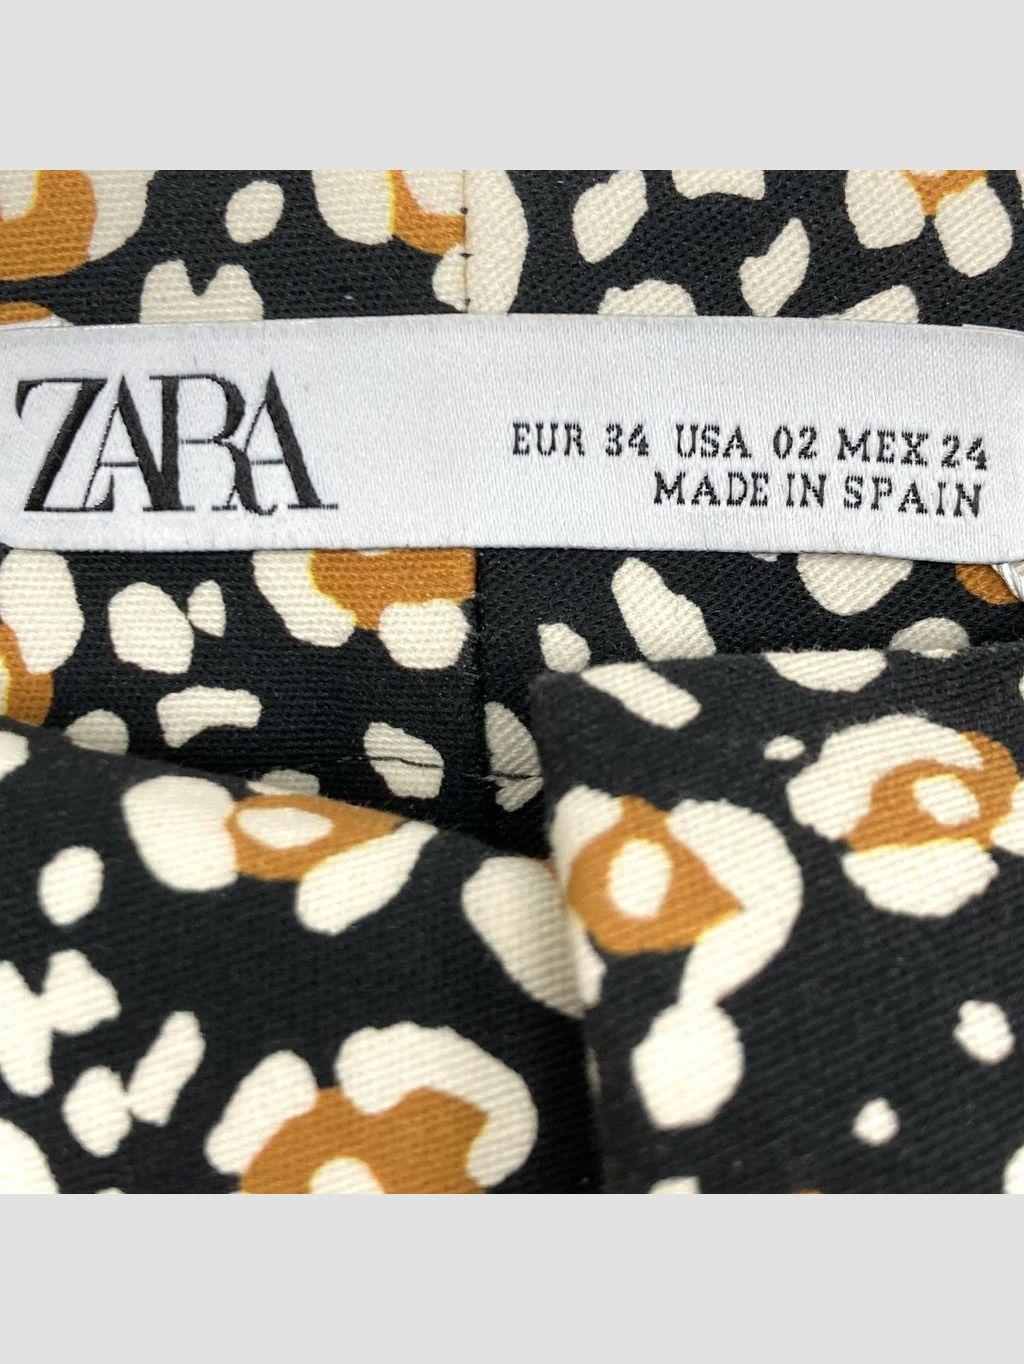 ZARA
EUR 34 USA 02 MEX 24
MADE IN SPAIN